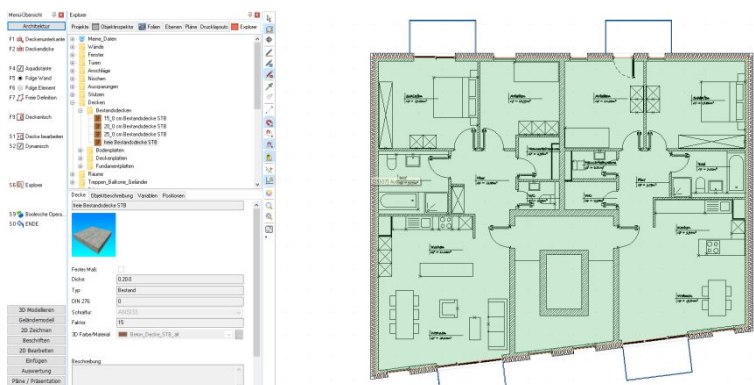 Menü Übersicht
Architektur
F1 Deckenunterkante
F2 Deckendicke
F4 Aquidistante
F5 Folge Wand
F6 Folge Element
F7 Freie Definition
F9 Deckentisch
S1 Decke bearbeiten
S2 Dynamisch
S6 Explorer
S9 Boolesche Opera...
S0 ENDE
3D Modellieren
Geländemodell
2D Zeichnen
Beschriften
2D Bearbeiten
Einfügen
Auswertung
Pläne / Präsentation
Explorer
Projekte Objektinspektor Folien Ebenen Pläne Drucklayouts Explorer
Meine_Daten
Wände
Fenster
Türen
Anschläge
Nischen
Aussparungen
Stützen
Decken
Bestandsdecken
15_0 cm Bestandsdecke STB
20_0 cm Bestandsdecke STB
25_0 cm Bestandsdecke STB
freie Bestandsdecke STB
Bodenplatten
Deckenplatten
Fundamentplatten
Räume
Treppen_Balkone_Geländer
Decke Objektbeschreibung Variablen Positionen
freie Bestandsdecke STB
Festes Maß:
Dicke 0.200
Typ Bestand
DIN 276 0
Schraffur ANSI33
Faktor 15
3D Farbe/Material Beton_Decke_STB_alt
Beschreibung